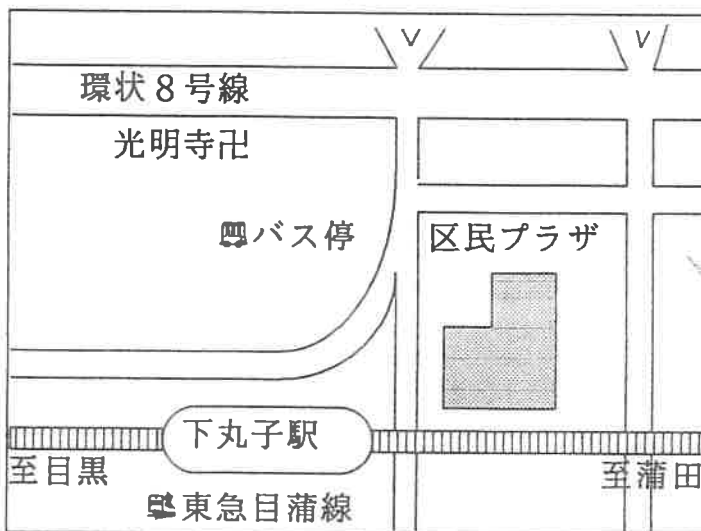 環状8号線
光明寺卍
バス停
区民プラザ
下丸子駅
至目黒
至蒲田
東急目蒲線